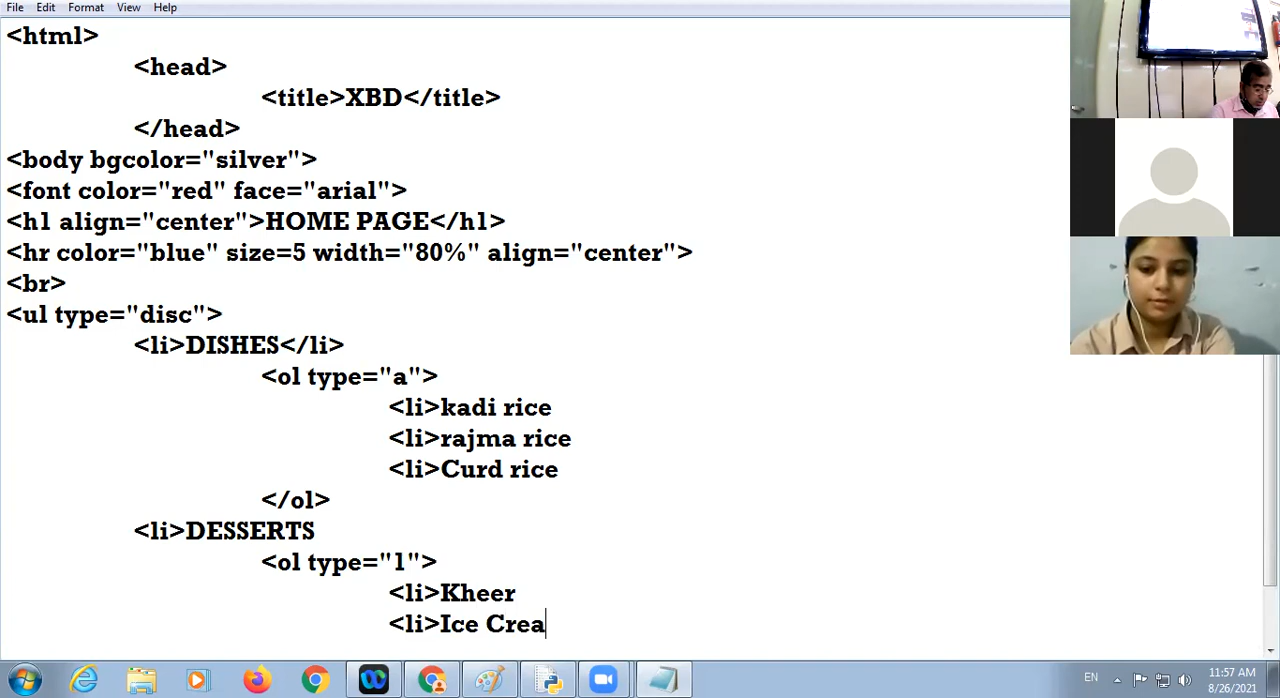 File Edit Format View Help
<html>
<head>
<title>XBD</title>
</head>
<body bgcolor="silver">
<font color="red" face="arial">
<h1 align="center">HOME PAGE</h1>
<hr color="blue" size=5 width="80%" align="center">
<br>
<ul type="disc">
<li>DISHES</li>
<ol type="a">
<li>kadi rice
<li>rajma rice
<li>Curd rice
</ol>
<li>DESSERTS
<ol type="1">
<li>Kheer
<li>Ice Crea
EN
11:57 AM
8/26/2021